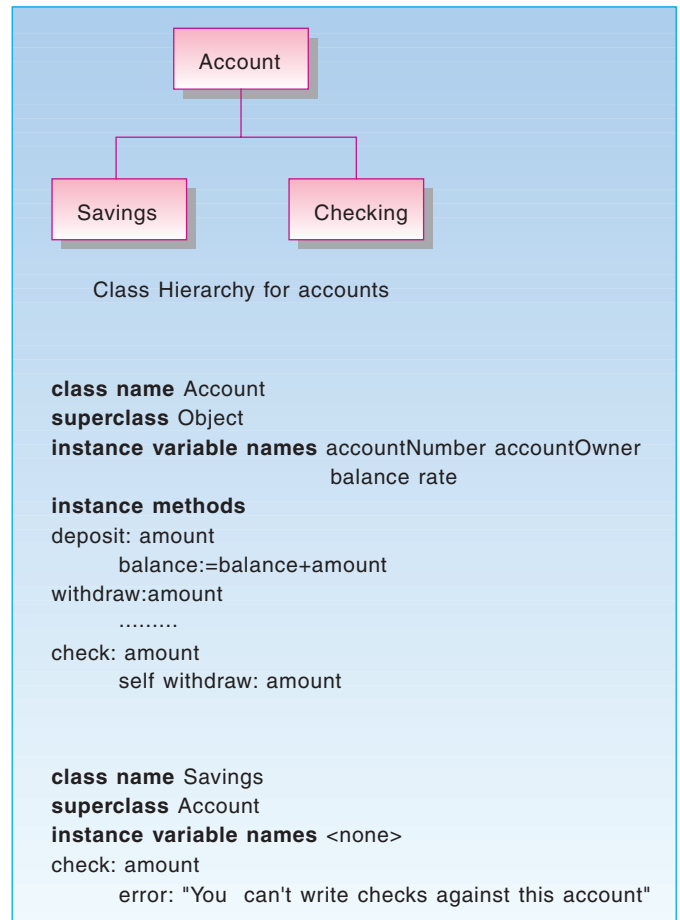 Account
Savings Checking
Class Hierarchy for accounts
class name Account
superclass Object
instance variable names accountNumber accountOwner
balance rate
instance methods
deposit: amount
balance:=balance+amount
withdraw:amount
.........
check: amount
self withdraw: amount
class name Savings
superclass Account
instance variable names <none>
check: amount
error: "You can't write checks against this account"